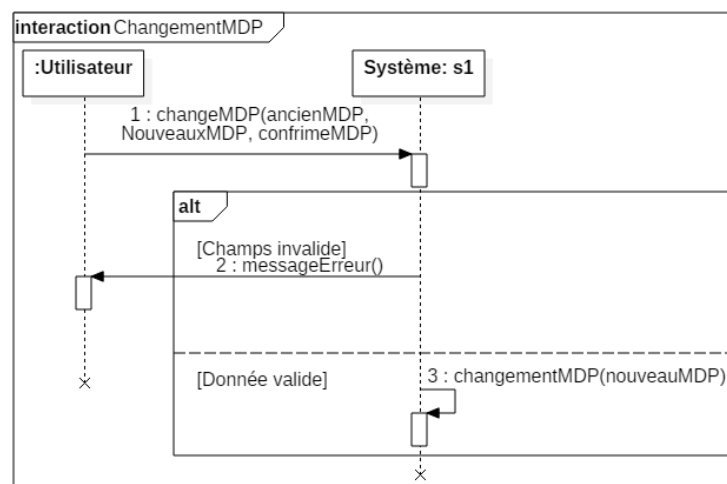 interaction ChangementMDP
:Utilisateur
Système: s1
1 : changeMDP(ancienMDP,
NouveauxMDP, confrimeMDP)
alt
[Champs invalide]
2 : messageErreur()
[Donnée valide]
3 : changementMDP(nouveauMDP)